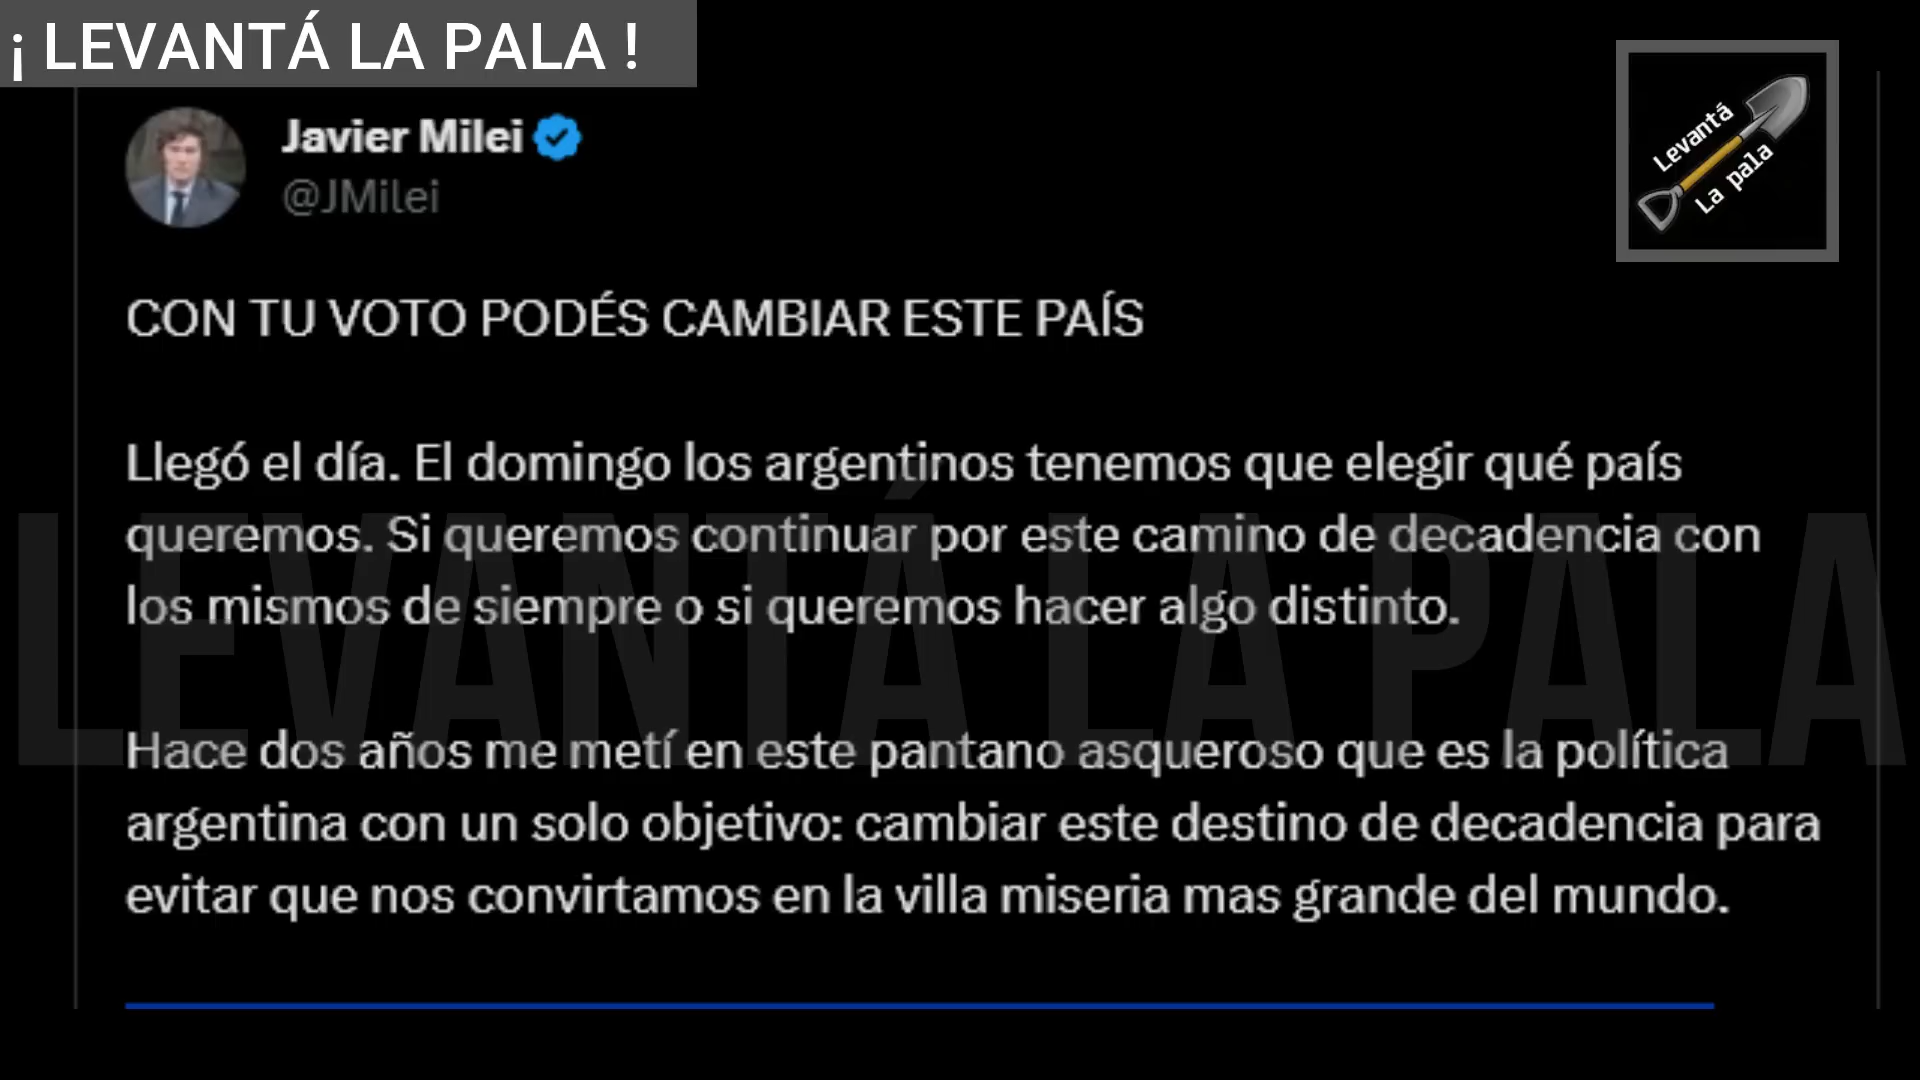 ¡ LEVANTÁ LA PALA !
Levantá
La pala
Javier Milei
@JMilei
CON TU VOTO PODÉS CAMBIAR ESTE PAÍS
Llegó el día. El domingo los argentinos tenemos que elegir qué país
queremos. Si queremos continuar por este camino de decadencia con
los mismos de siempre o si queremos hacer algo distinto.
LEVANTÁ LA PALA
Hace dos años me metí en este pantano asqueroso que es la política
argentina con un solo objetivo: cambiar este destino de decadencia para
evitar que nos convirtamos en la villa miseria mas grande del mundo.